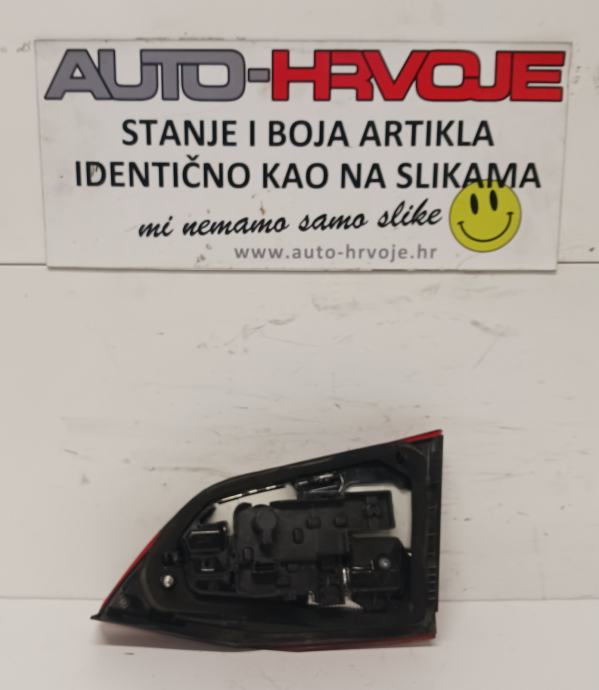 AUTO-HRVOJE
STANJE I BOJA ARTIKLA
IDENTIČNO KAO NA SLIKAMA
mi nemamo samo slike
www.auto-hrvoje.hr